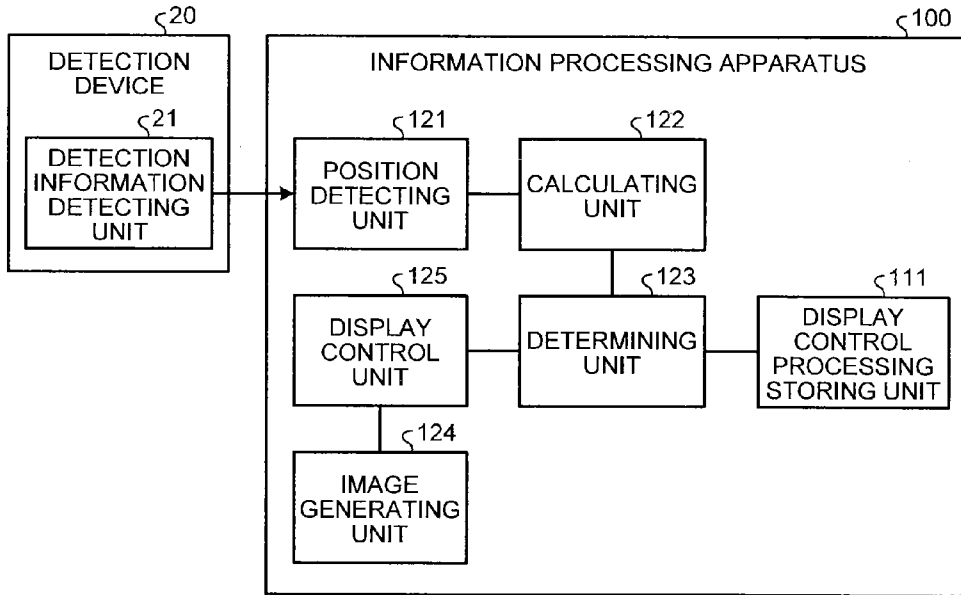 20
DETECTION
DEVICE
21
DETECTION
INFORMATION
DETECTING
UNIT
100
INFORMATION PROCESSING APPARATUS
121
POSITION
DETECTING
UNIT
122
CALCULATING
UNIT
125
DISPLAY
CONTROL
UNIT
123
DETERMINING
UNIT
111
DISPLAY
CONTROL
PROCESSING
STORING UNIT
124
IMAGE
GENERATING
UNIT